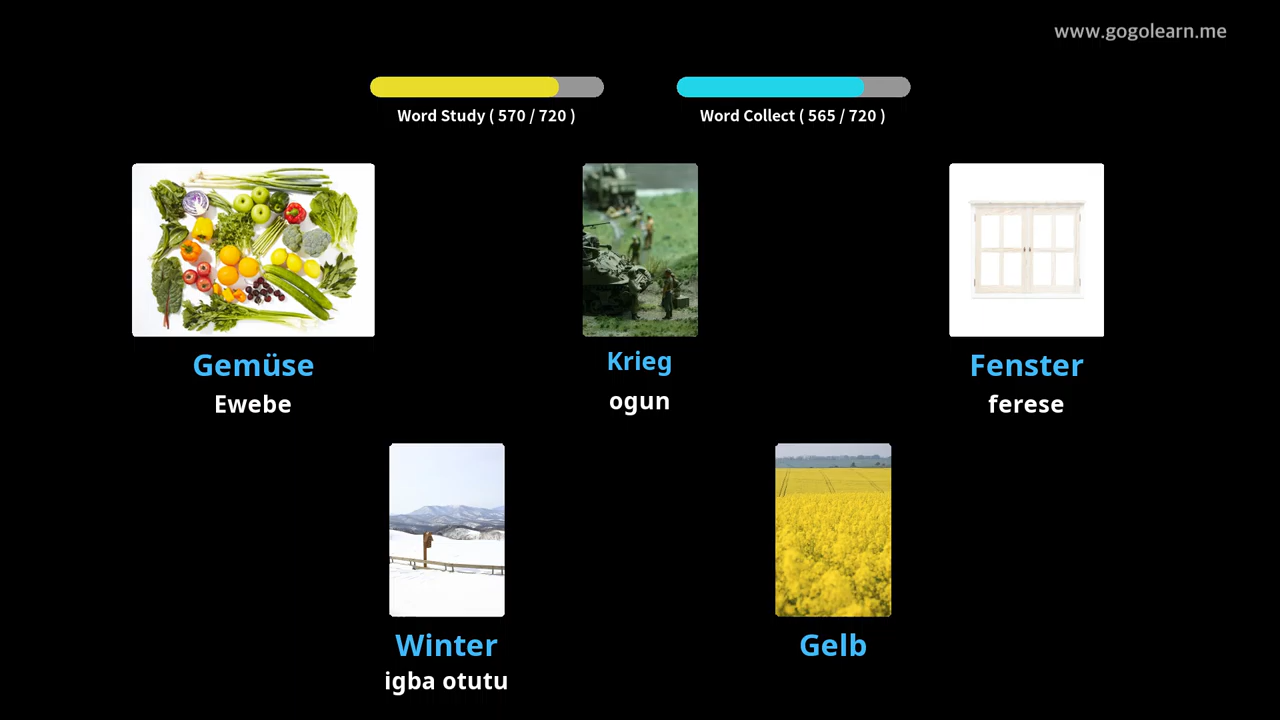 www.gogolearn.me
Word Study ( 570 / 720 )
Word Collect ( 565 / 720 )
Gemüse
Ewebe
Krieg
ogun
Fenster
ferese
Winter
igba otutu
Gelb